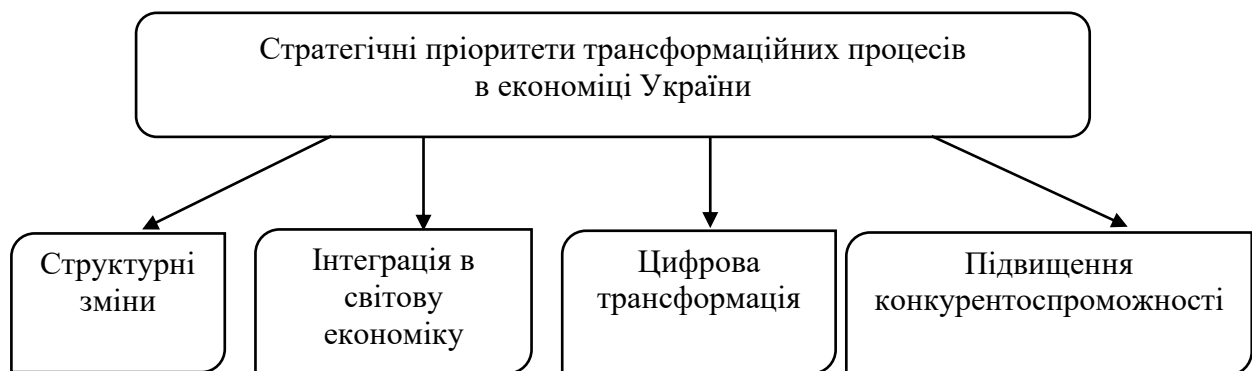 Стратегічні пріоритети трансформаційних процесів
в економіці України
Структурні
зміни
Інтеграція в
світову
економіку
Цифрова
трансформація
Підвищення
конкурентоспроможності